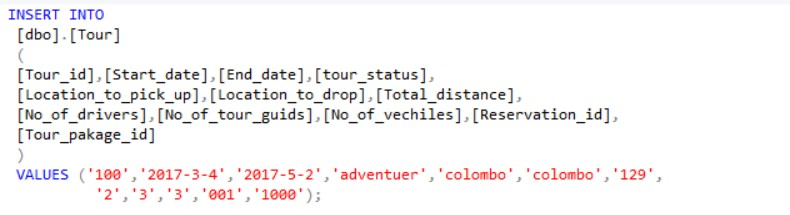 INSERT INTO
[dbo].[Tour]
(
[Tour_id],[Start_date],[End_date],[tour_status],
[Location_to_pick_up],[Location_to_drop],[Total_distance],
[No_of_drivers],[No_of_tour_guids],[No_of_vechiles],[Reservation_id],
[Tour_pakage_id]
)
VALUES ('100','2017-3-4','2017-5-2','adventuer','colombo','colombo','129',
'2','3','3','001','1000');